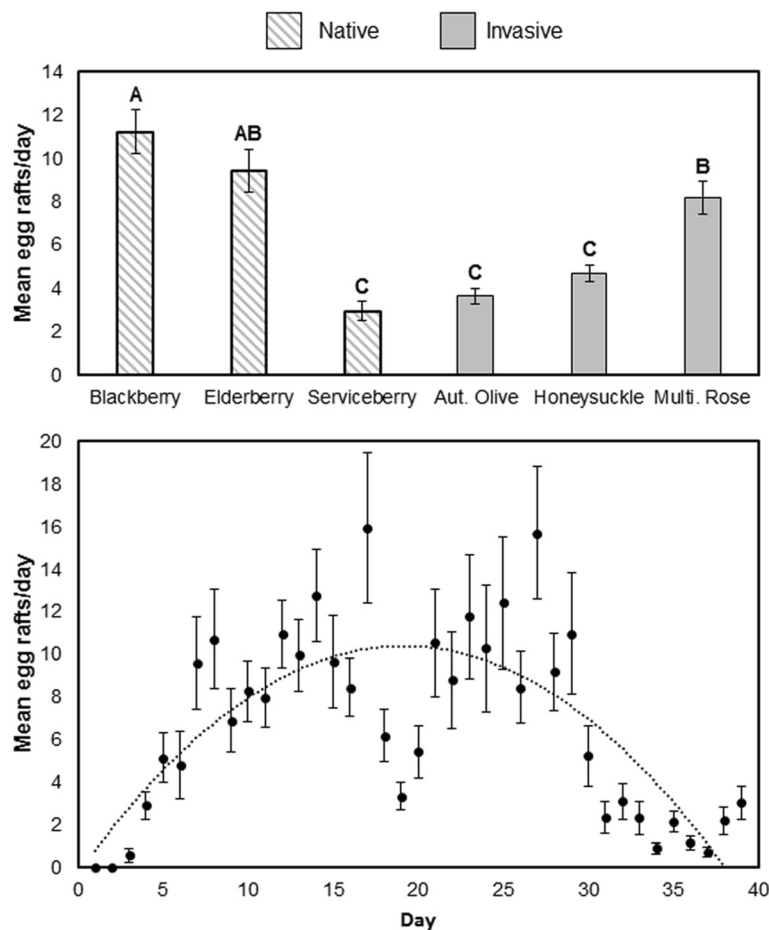 Native Invasive
14
12
10
8
6
4
2
0
Mean egg rafts/day
A
AB
C
C
C
B
Blackberry Elderberry Serviceberry Aut. Olive Honeysuckle Multi. Rose
20
18
16
14
12
10
8
6
4
2
0
Mean egg rafts/day
0 5 10 15 20 25 30 35 40
Day